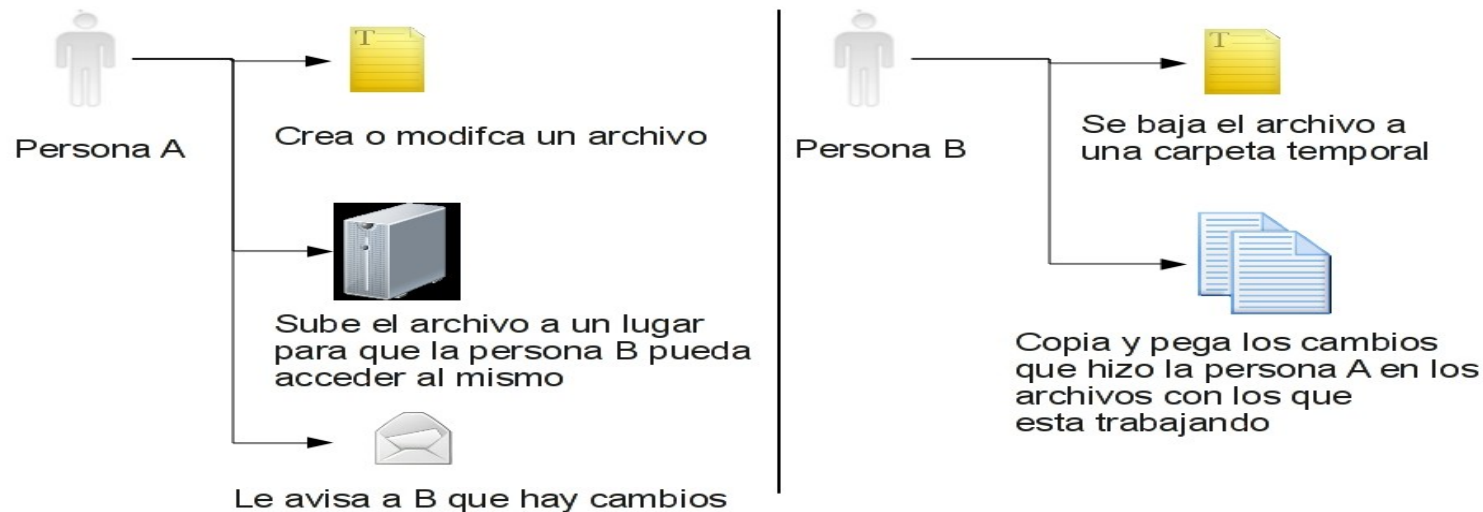 T
Persona A
Crea o modifca un archivo
Sube el archivo a un lugar
para que la persona B pueda
acceder al mismo
Le avisa a B que hay cambios
T
Persona B
Se baja el archivo a
una carpeta temporal
Copia y pega los cambios
que hizo la persona A en los
archivos con los que
esta trabajando